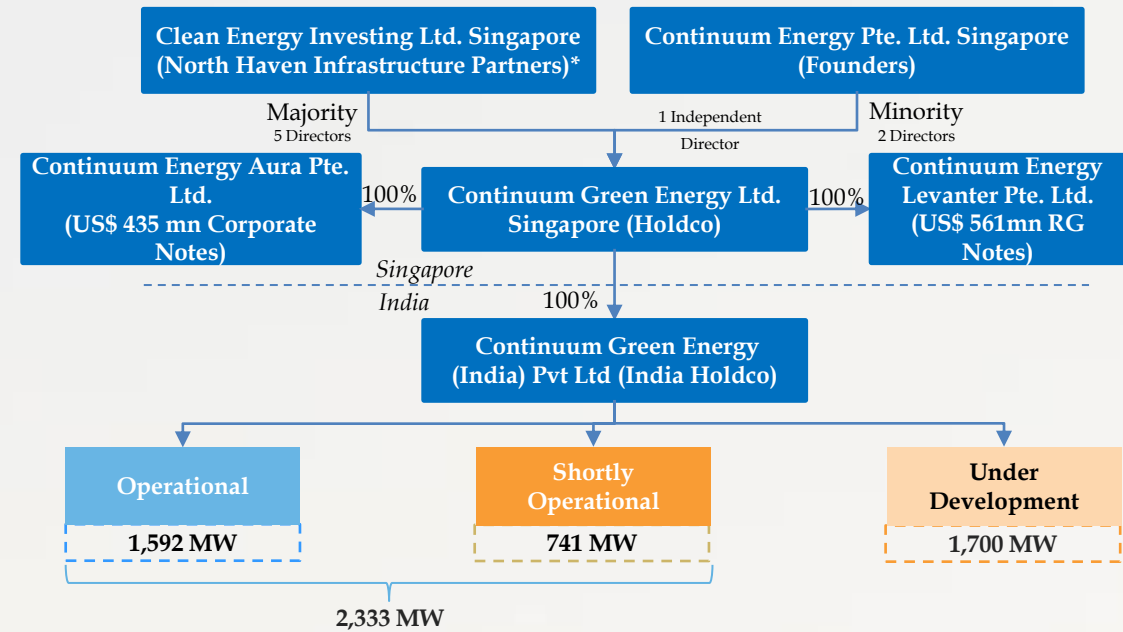 Clean Energy Investing Ltd. Singapore
(North Haven Infrastructure Partners)*
Continuum Energy Pte. Ltd. Singapore
(Founders)
Majority
5 Directors
1 Independent
Director
Minority
2 Directors
Continuum Energy Aura Pte.
Ltd.
(US$ 435 mn Corporate
Notes)
100%
Continuum Green Energy Ltd.
Singapore (Holdco)
100%
Continuum Energy
Levanter Pte. Ltd.
(US$ 561mn RG
Notes)
Singapore
India
100%
Continuum Green Energy
(India) Pvt Ltd (India Holdco)
Operational
1,592 MW
Shortly
Operational
741 MW
Under
Development
1,700 MW
2,333 MW